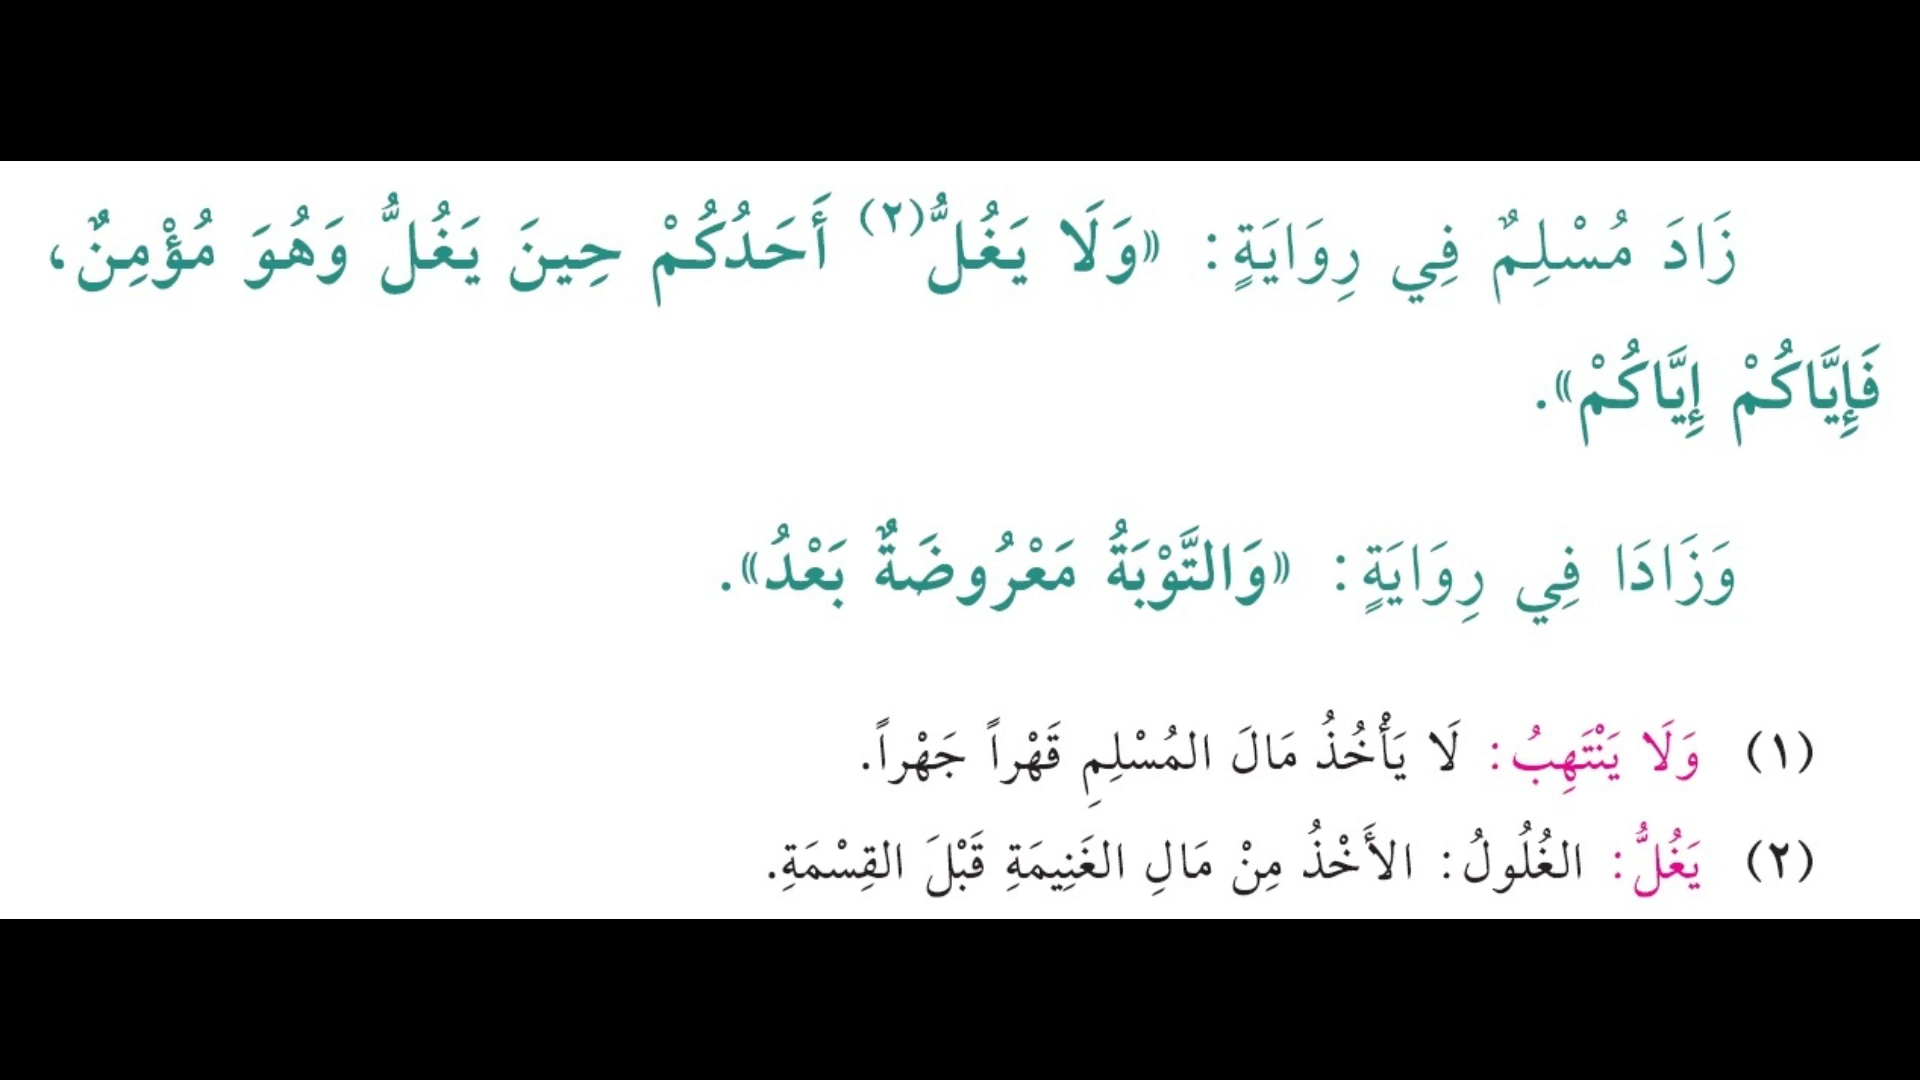 زَادَ مُسْلِمٌ فِي رِوَايَةٍ: «وَلَا يَغُلُّ(٢) أَحَدُكُمْ حِينَ يَغُلُّ وَهُوَ مُؤْمِنٌ،
فَإِيَّاكُمْ إِيَّاكُمْ».
وَزَادَا فِي رِوَايَةٍ: «وَالتَّوْبَةُ مَعْرُوضَةٌ بَعْدُ».
(١) وَلَا يَنْتَهِبُ: لَا يَأْخُذُ مَالَ المُسْلِمِ قَهْراً جَهْراً.
(٢) يَغُلُّ: الغُلُولُ: الأَخْذُ مِنْ مَالِ الغَنِيمَةِ قَبْلَ القِسْمَةِ.